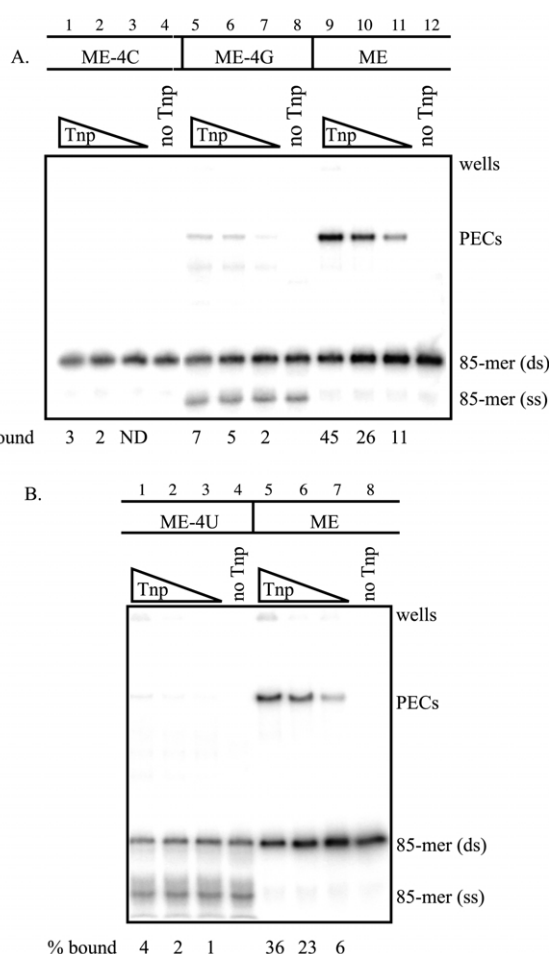 1 2 3 4 5 6 7 8 9 10 11 12
A. ME-4C ME-4G ME
Tnp no Tnp Tnp no Tnp Tnp no Tnp
wells
PECs
85-mer (ds)
85-mer (ss)
ound 3 2 ND 7 5 2 45 26 11
B. 1 2 3 4 5 6 7 8
ME-4U ME
Tnp no Tnp Tnp no Tnp
wells
PECs
85-mer (ds)
85-mer (ss)
% bound 4 2 1 36 23 6